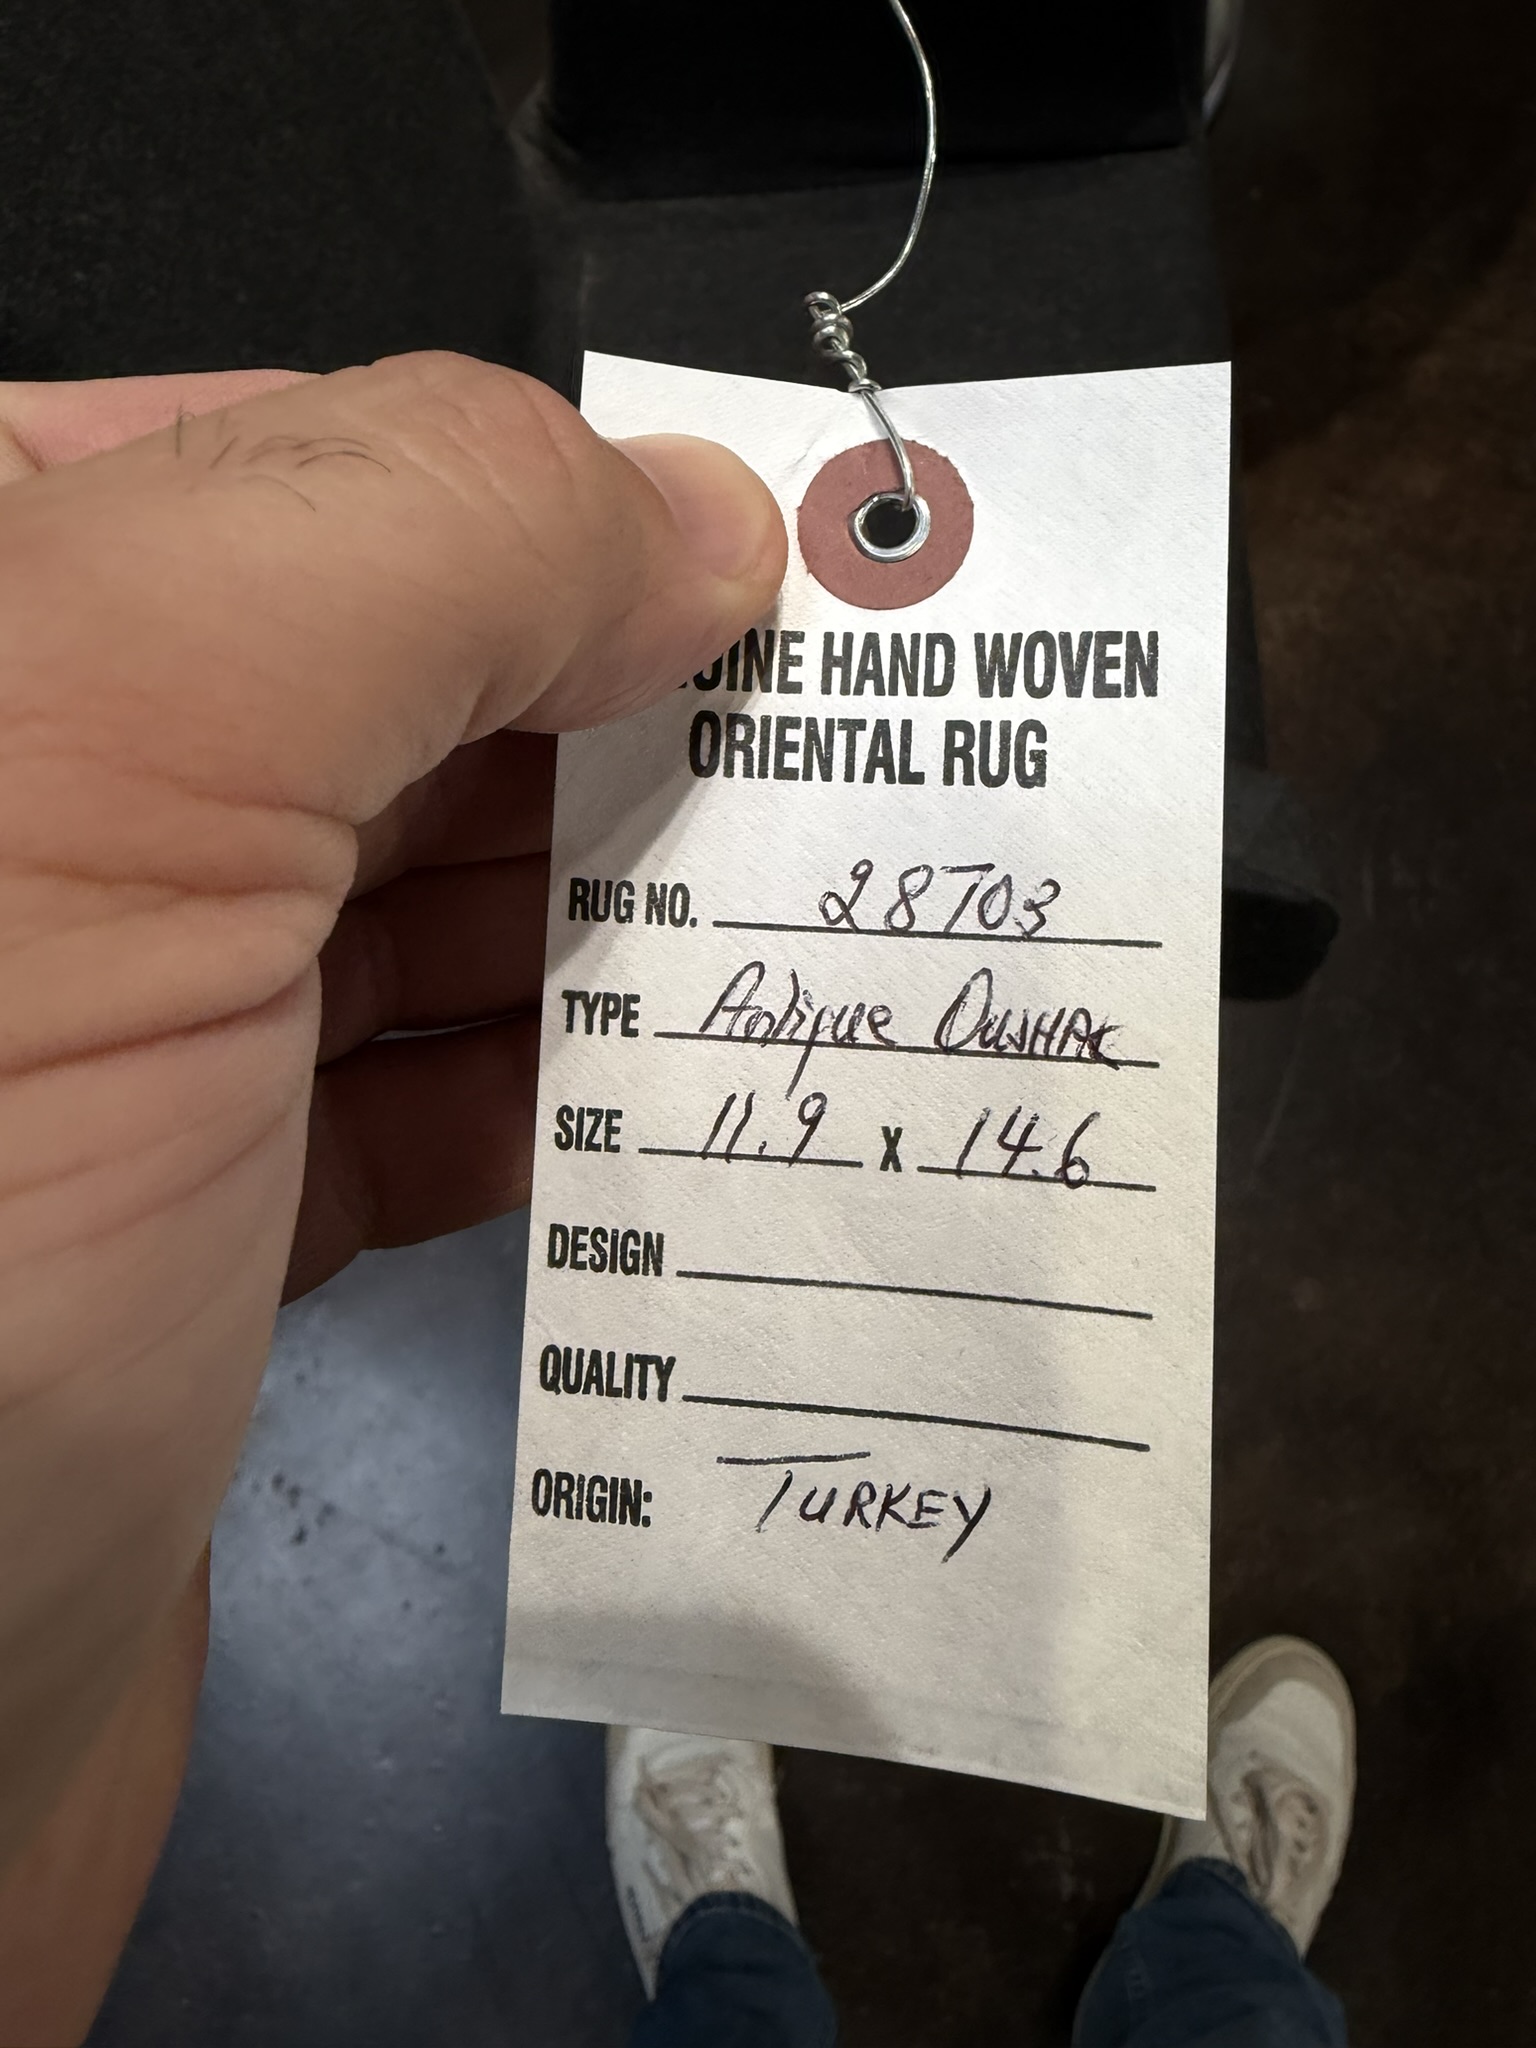 HAND WOVEN
ORIENTAL RUG
RUG NO. 28703
TYPE Antique OUSHAK
SIZE 11.9 X 14.6
DESIGN
QUALITY
ORIGIN: TURKEY